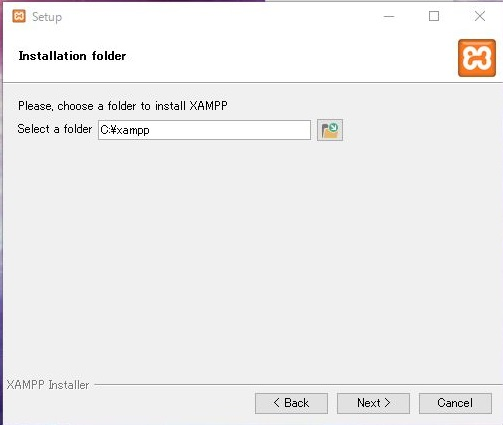 Setup
Installation folder
Please, choose a folder to install XAMPP
Select a folder C:¥xampp
XAMPP Installer
< Back Next > Cancel